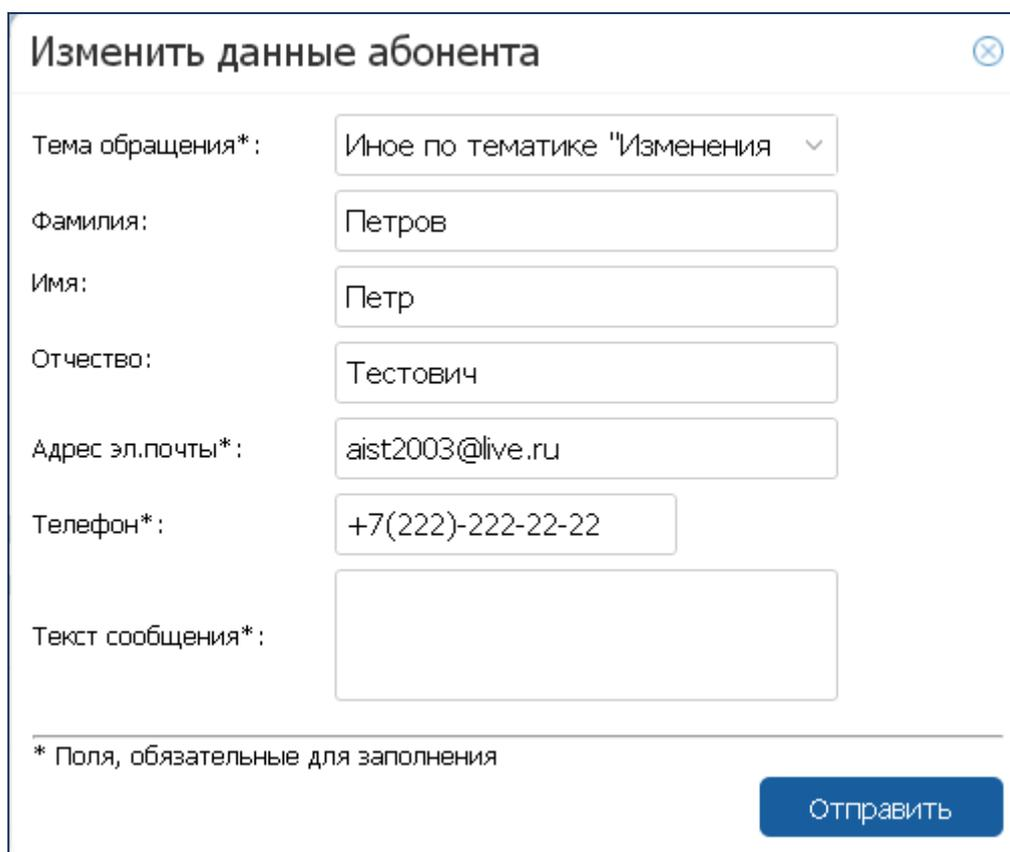 Изменить данные абонента
Тема обращения*: Иное по тематике "Изменения
Фамилия: Петров
Имя: Петр
Отчество: Тестович
Адрес эл.почты*: aist2003@live.ru
Телефон*: +7(222)-222-22-22
Текст сообщения*:
* Поля, обязательные для заполнения
Отправить